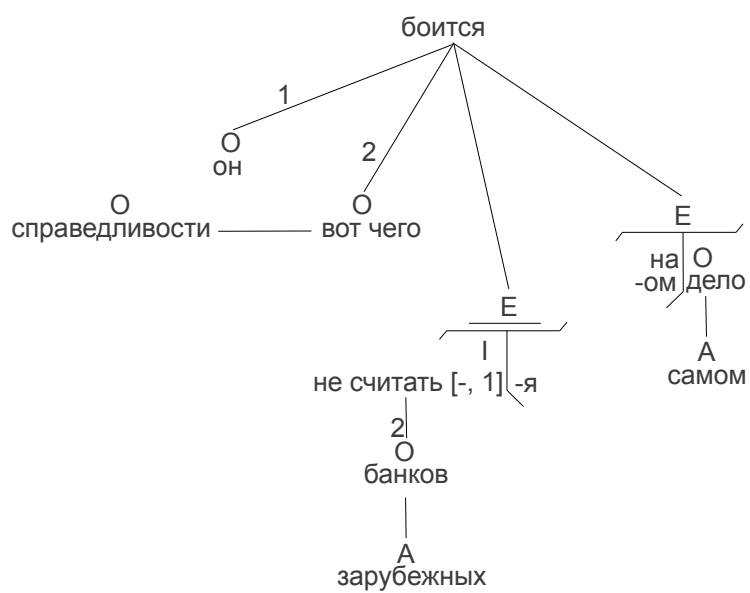 боится
1
О
он
2
О
справедливости
О
вот чего
Е
на О
-ом дело
А
самом
Е
I
не считать [-, 1] -я
2
О
банков
А
зарубежных